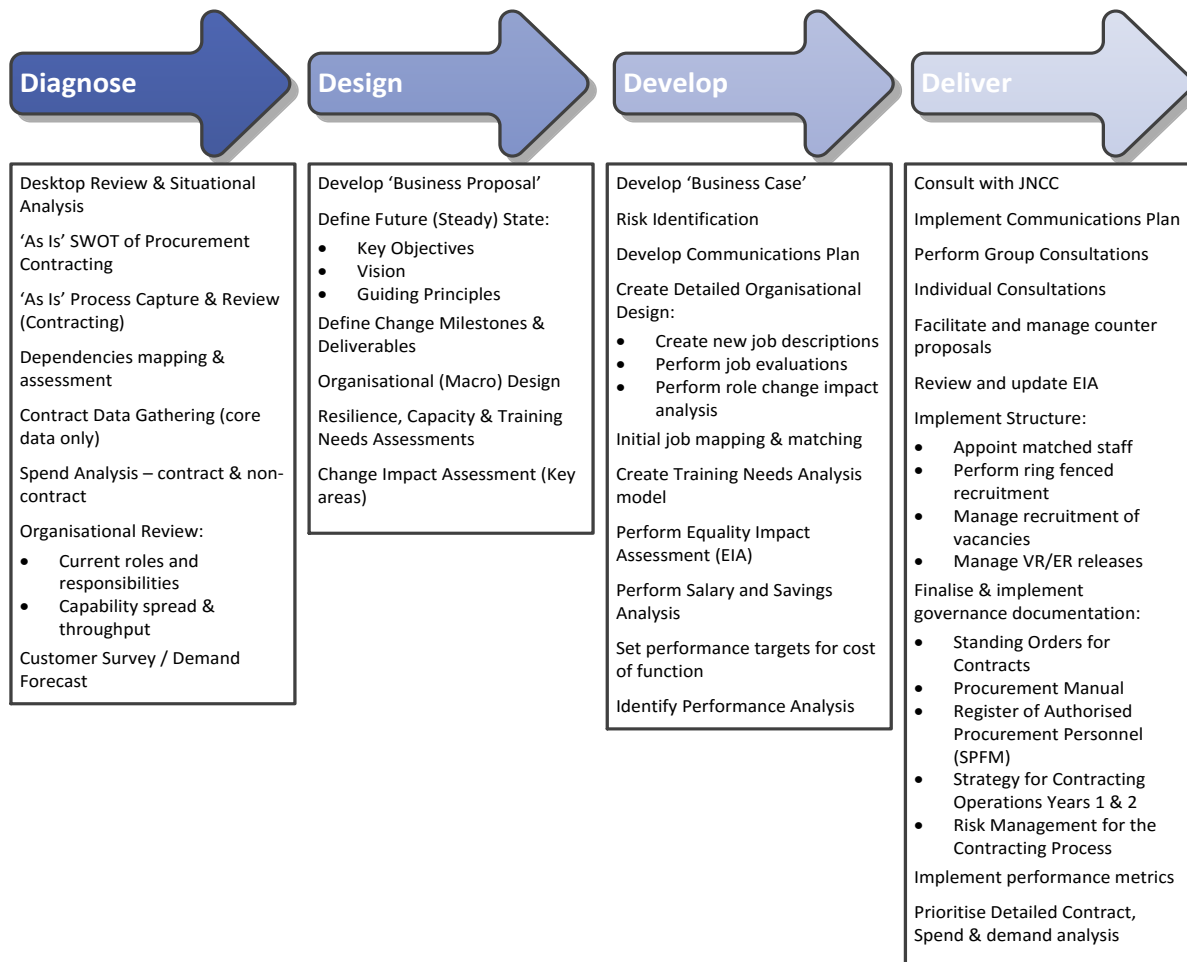 Diagnose
Desktop Review & Situational
Analysis
‘As Is’ SWOT of Procurement
Contracting
‘As Is’ Process Capture & Review
(Contracting)
Dependencies mapping &
assessment
Contract Data Gathering (core
data only)
Spend Analysis – contract & non-
contract
Organisational Review:
• Current roles and
responsibilities
• Capability spread &
throughput
Customer Survey / Demand
Forecast
Design
Develop ‘Business Proposal’
Define Future (Steady) State:
• Key Objectives
• Vision
• Guiding Principles
Define Change Milestones &
Deliverables
Organisational (Macro) Design
Resilience, Capacity & Training
Needs Assessments
Change Impact Assessment (Key
areas)
Develop
Develop ‘Business Case’
Risk Identification
Develop Communications Plan
Create Detailed Organisational
Design:
• Create new job descriptions
• Perform job evaluations
• Perform role change impact
analysis
Initial job mapping & matching
Create Training Needs Analysis
model
Perform Equality Impact
Assessment (EIA)
Perform Salary and Savings
Analysis
Set performance targets for cost
of function
Identify Performance Analysis
Deliver
Consult with JNCC
Implement Communications Plan
Perform Group Consultations
Individual Consultations
Facilitate and manage counter
proposals
Review and update EIA
Implement Structure:
• Appoint matched staff
• Perform ring fenced
recruitment
• Manage recruitment of
vacancies
• Manage VR/ER releases
Finalise & implement
governance documentation:
• Standing Orders for
Contracts
• Procurement Manual
• Register of Authorised
Procurement Personnel
(SPFM)
• Strategy for Contracting
Operations Years 1 & 2
• Risk Management for the
Contracting Process
Implement performance metrics
Prioritise Detailed Contract,
Spend & demand analysis